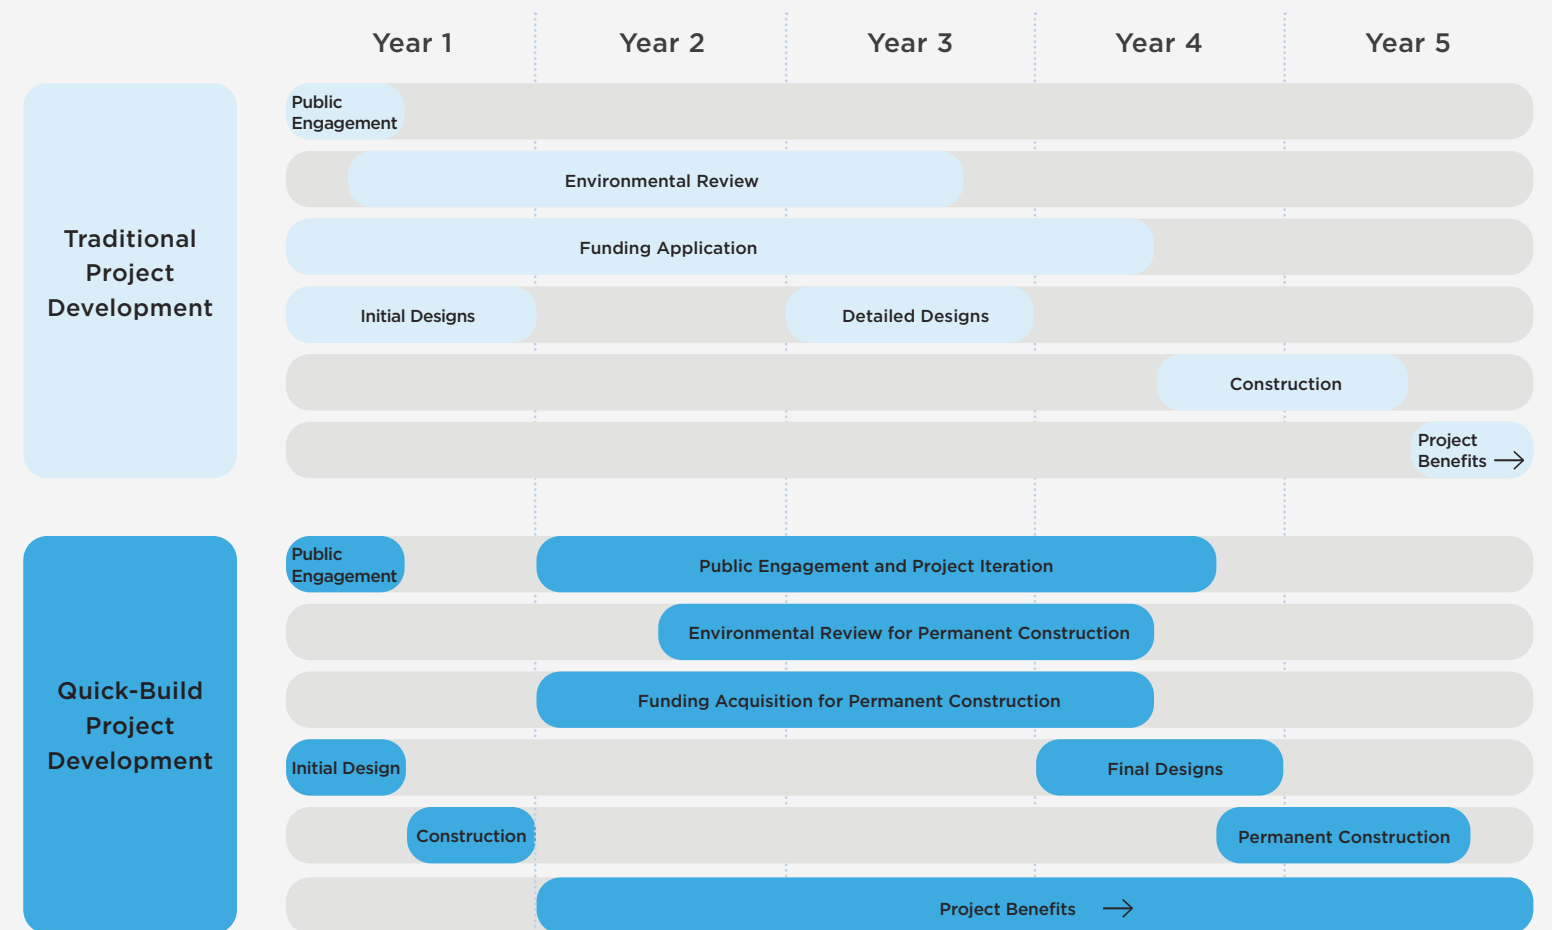 Year 1 Year 2 Year 3 Year 4 Year 5
Traditional
Project
Development
Public
Engagement
Environmental Review
Funding Application
Initial Designs Detailed Designs
Construction
Project
Benefits →
Quick-Build
Project
Development
Public
Engagement
Public Engagement and Project Iteration
Environmental Review for Permanent Construction
Funding Acquisition for Permanent Construction
Initial Design Final Designs
Construction Permanent Construction
Project Benefits →